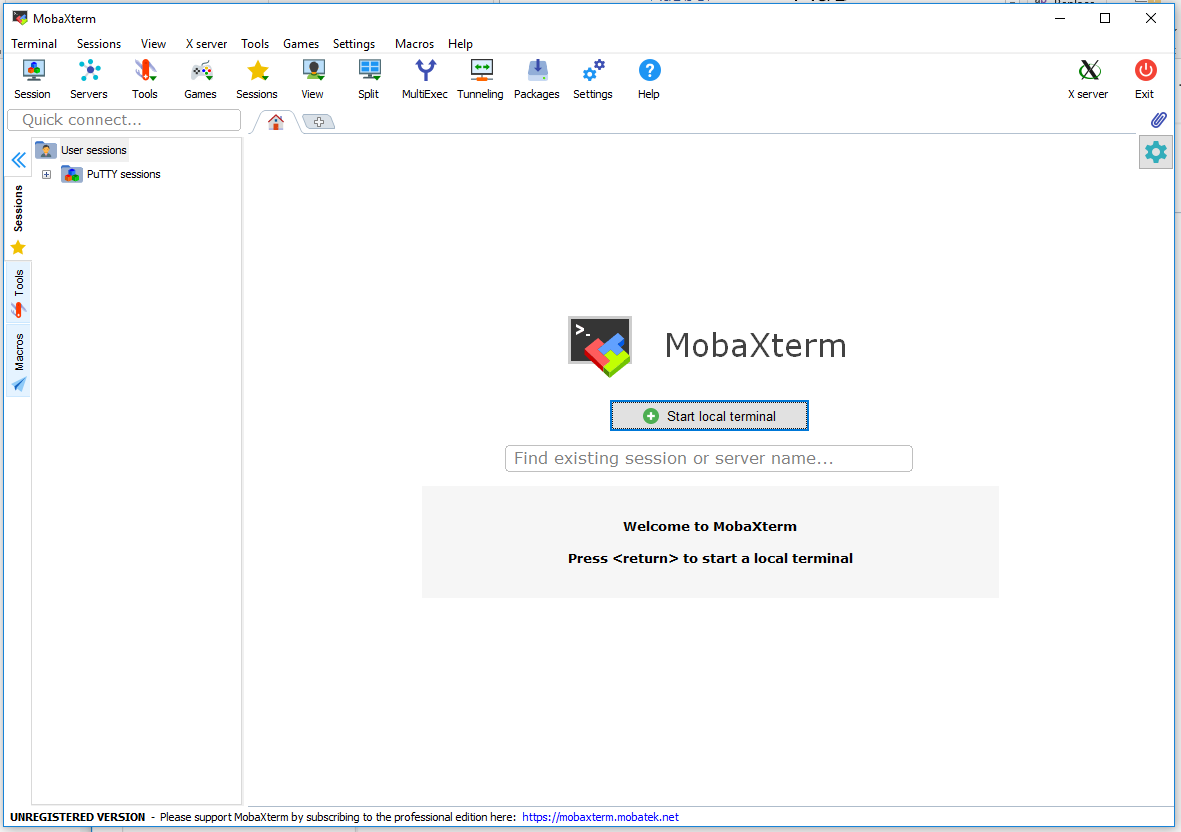 MobaXterm
Terminal Sessions View X server Tools Games Settings Macros Help
Session Servers Tools Games Sessions View Split MultiExec Tunneling Packages Settings Help X server Exit
Quick connect...
User sessions
PuTTY sessions
Sessions
Tools
Macros
>_
MobaXterm
Start local terminal
Find existing session or server name...
Welcome to MobaXterm
Press <return> to start a local terminal
UNREGISTERED VERSION - Please support MobaXterm by subscribing to the professional edition here: https://mobaxterm.mobatek.net